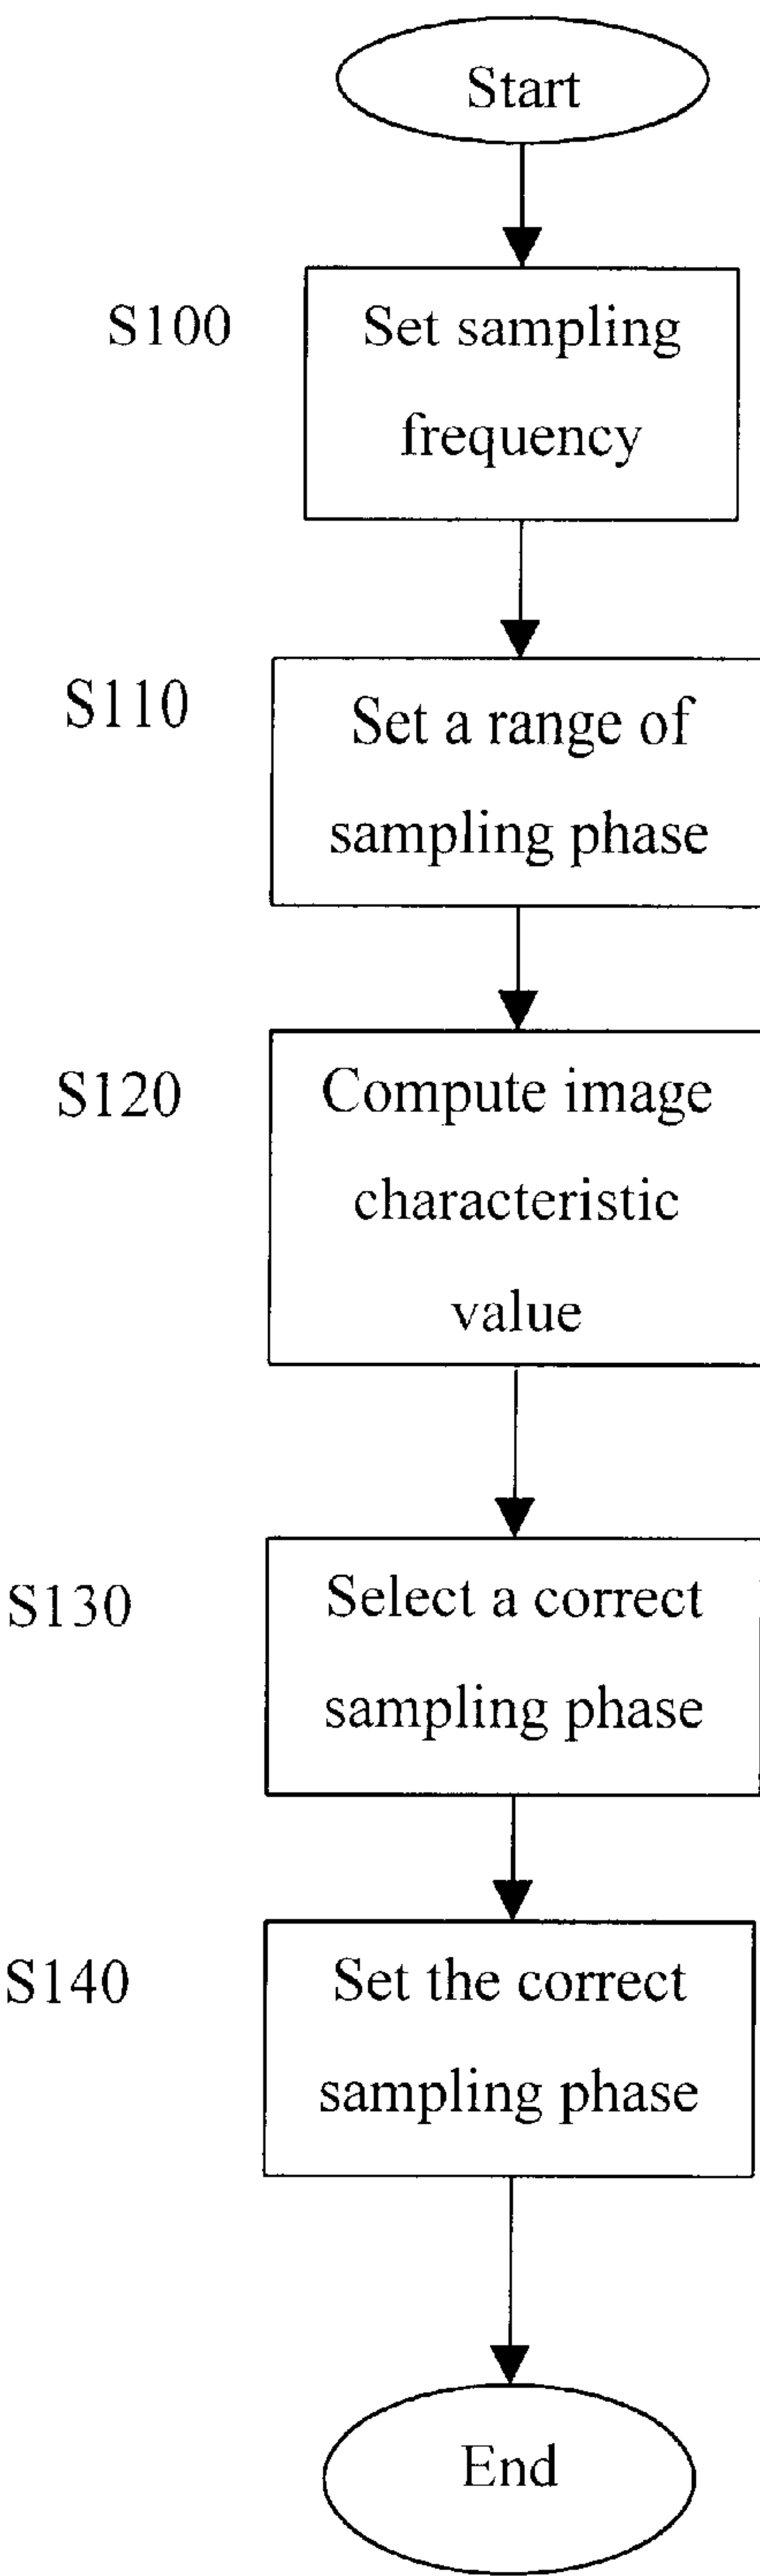 Start
S100
Set sampling
frequency
S110
Set a range of
sampling phase
S120
Compute image
characteristic
value
S130
Select a correct
sampling phase
S140
Set the correct
sampling phase
End